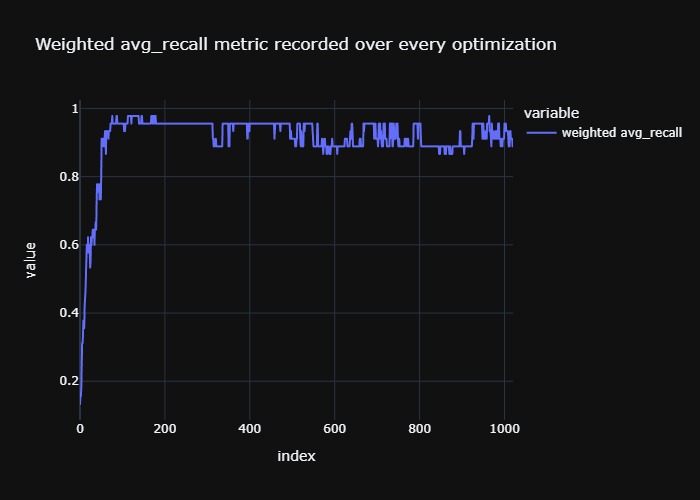 Weighted avg_recall metric recorded over every optimization
1
0.8
0.6
0.4
0.2
0
200
400
600
800
1000
index
value
variable
weighted avg_recall